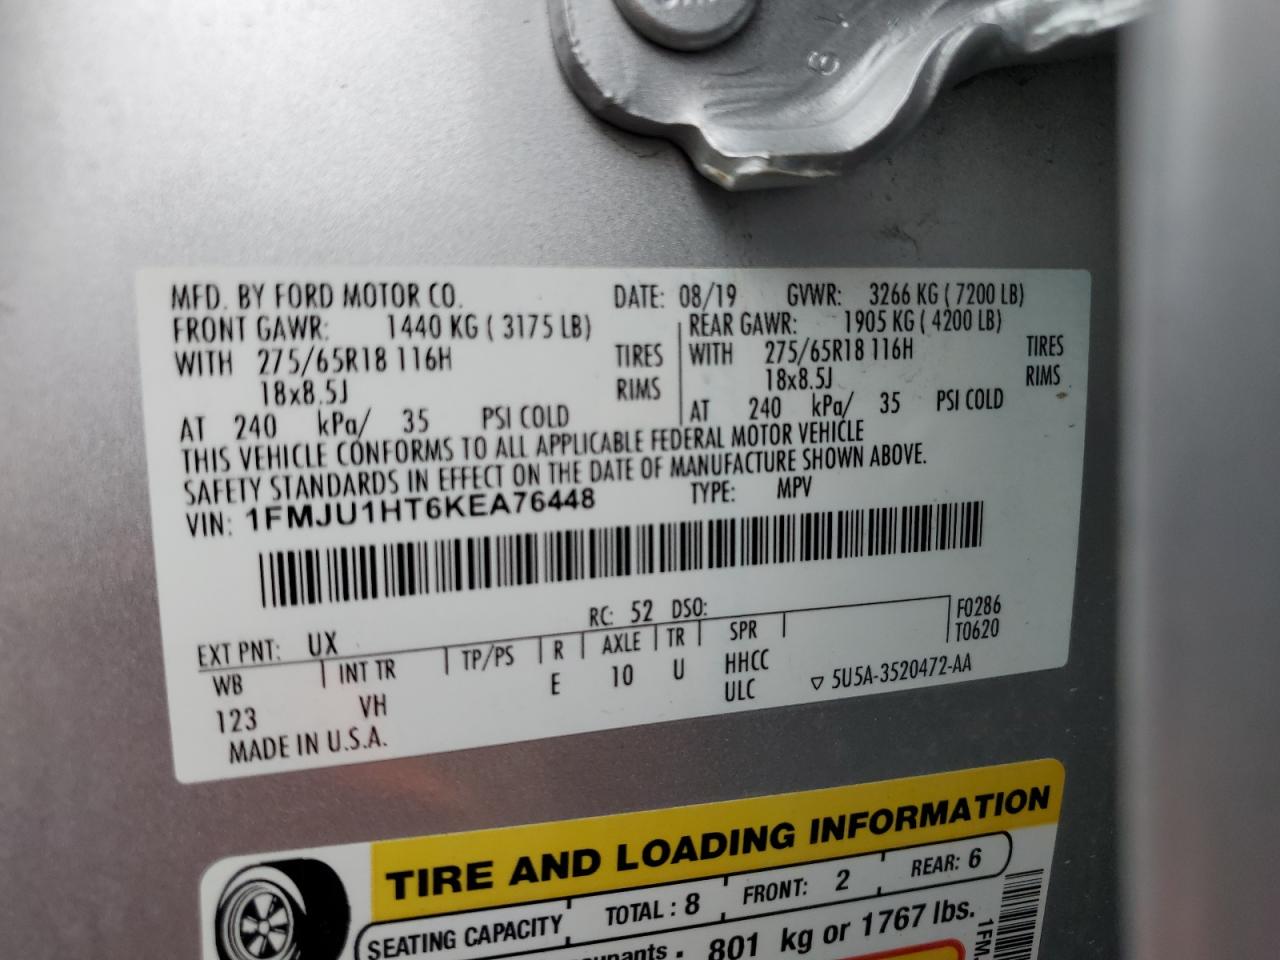 MFD. BY FORD MOTOR CO. DATE: 08/19 GVWR: 3266 KG ( 7200 LB)
FRONT GAWR: 1440 KG ( 3175 LB) REAR GAWR: 1905 KG ( 4200 LB)
WITH 275/65R18 116H TIRES WITH 275/65R18 116H TIRES
18x8.5J RIMS 18x8.5J RIMS
AT 240 kPa/ 35 PSI COLD AT 240 kPa/ 35 PSI COLD
THIS VEHICLE CONFORMS TO ALL APPLICABLE FEDERAL MOTOR VEHICLE
SAFETY STANDARDS IN EFFECT ON THE DATE OF MANUFACTURE SHOWN ABOVE.
VIN: 1FMJU1HT6KEA76448 TYPE: MPV
RC: 52 DSO:
EXT PNT: UX F0286
WB INT TR TP/PS R AXLE TR SPR T0620
123 VH E 10 U HHCC
ULC ▽ 5U5A-3520472-AA
MADE IN U.S.A.
TIRE AND LOADING INFORMATION
SEATING CAPACITY TOTAL : 8 FRONT: 2 REAR: 6
801 kg or 1767 lbs.
1FM